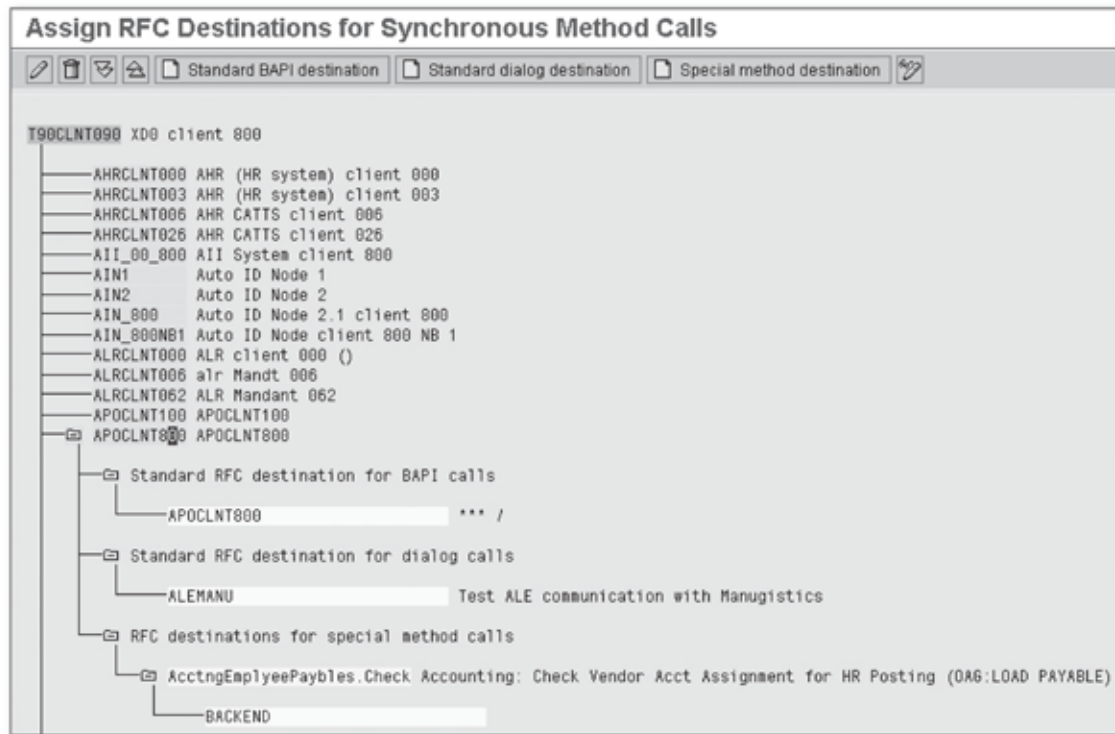 Assign RFC Destinations for Synchronous Method Calls
Standard BAPI destination Standard dialog destination Special method destination
T90CLNT090 XD0 client 800
AHRCLNT000 AHR (HR system) client 000
AHRCLNT003 AHR (HR system) client 003
AHRCLNT006 AHR CATTS client 006
AHRCLNT026 AHR CATTS client 026
AII_00_800 AII System client 800
AIN1 Auto ID Node 1
AIN2 Auto ID Node 2
AIN_800 Auto ID Node 2.1 client 800
AIN_800NB1 Auto ID Node client 800 NB 1
ALRCLNT000 ALR client 000 ()
ALRCLNT006 alr Mandt 006
ALRCLNT062 ALR Mandant 062
APOCLNT100 APOCLNT100
APOCLNT800 APOCLNT800
Standard RFC destination for BAPI calls
APOCLNT800 *** /
Standard RFC destination for dialog calls
ALEMANU Test ALE communication with Manugistics
RFC destinations for special method calls
AcctngEmplyeePaybles.Check Accounting: Check Vendor Acct Assignment for HR Posting (OAG:LOAD PAYABLE)
BACKEND